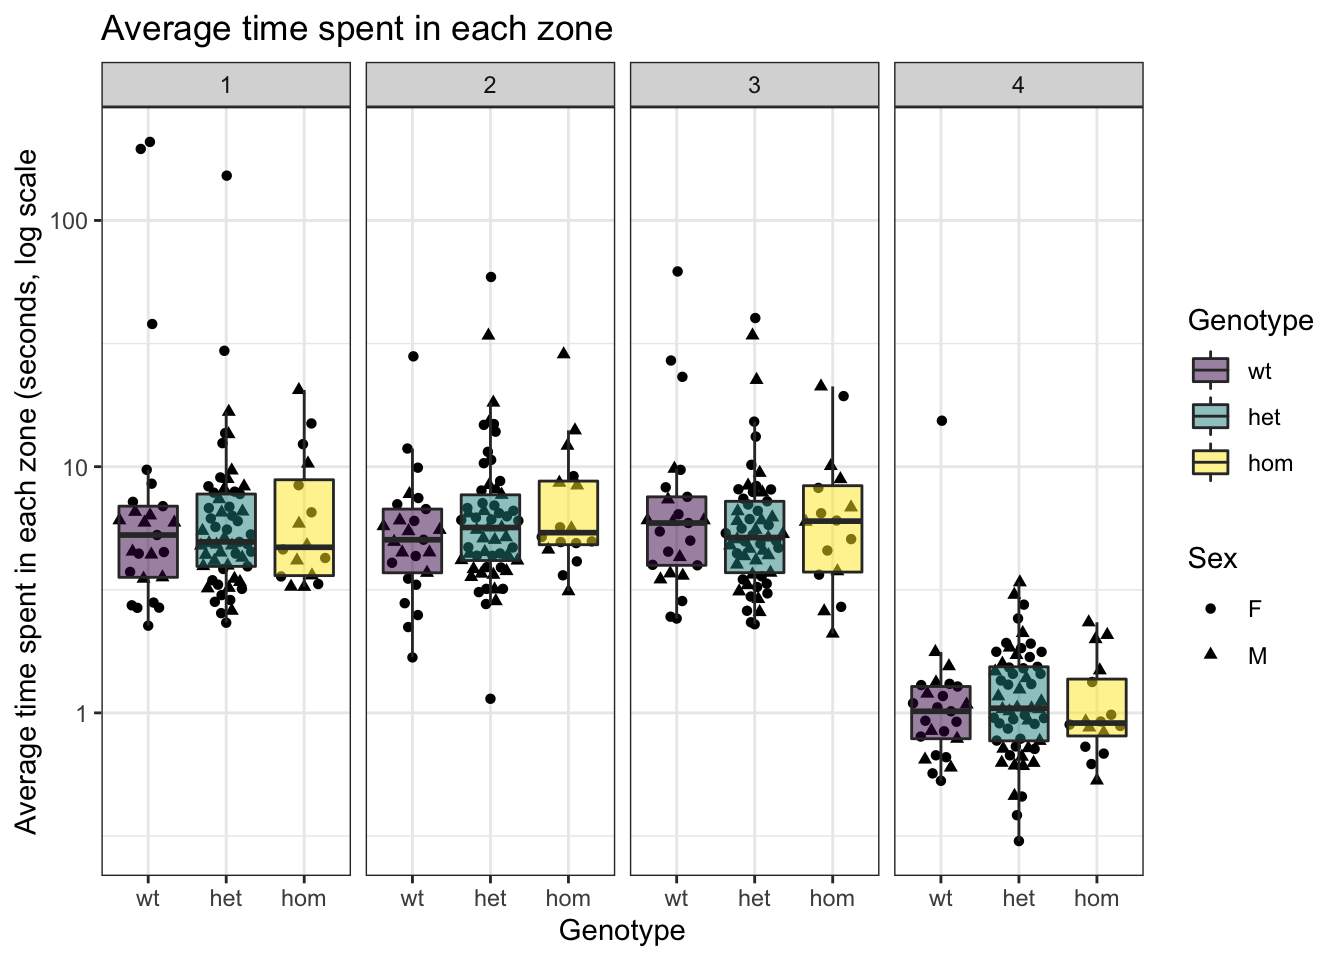 Average time spent in each zone
1 2 3 4
Average time spent in each zone (seconds, log scale
100
10
1
wt het hom wt het hom wt het hom wt het hom
Genotype
Genotype
wt
het
hom
Sex
F
M